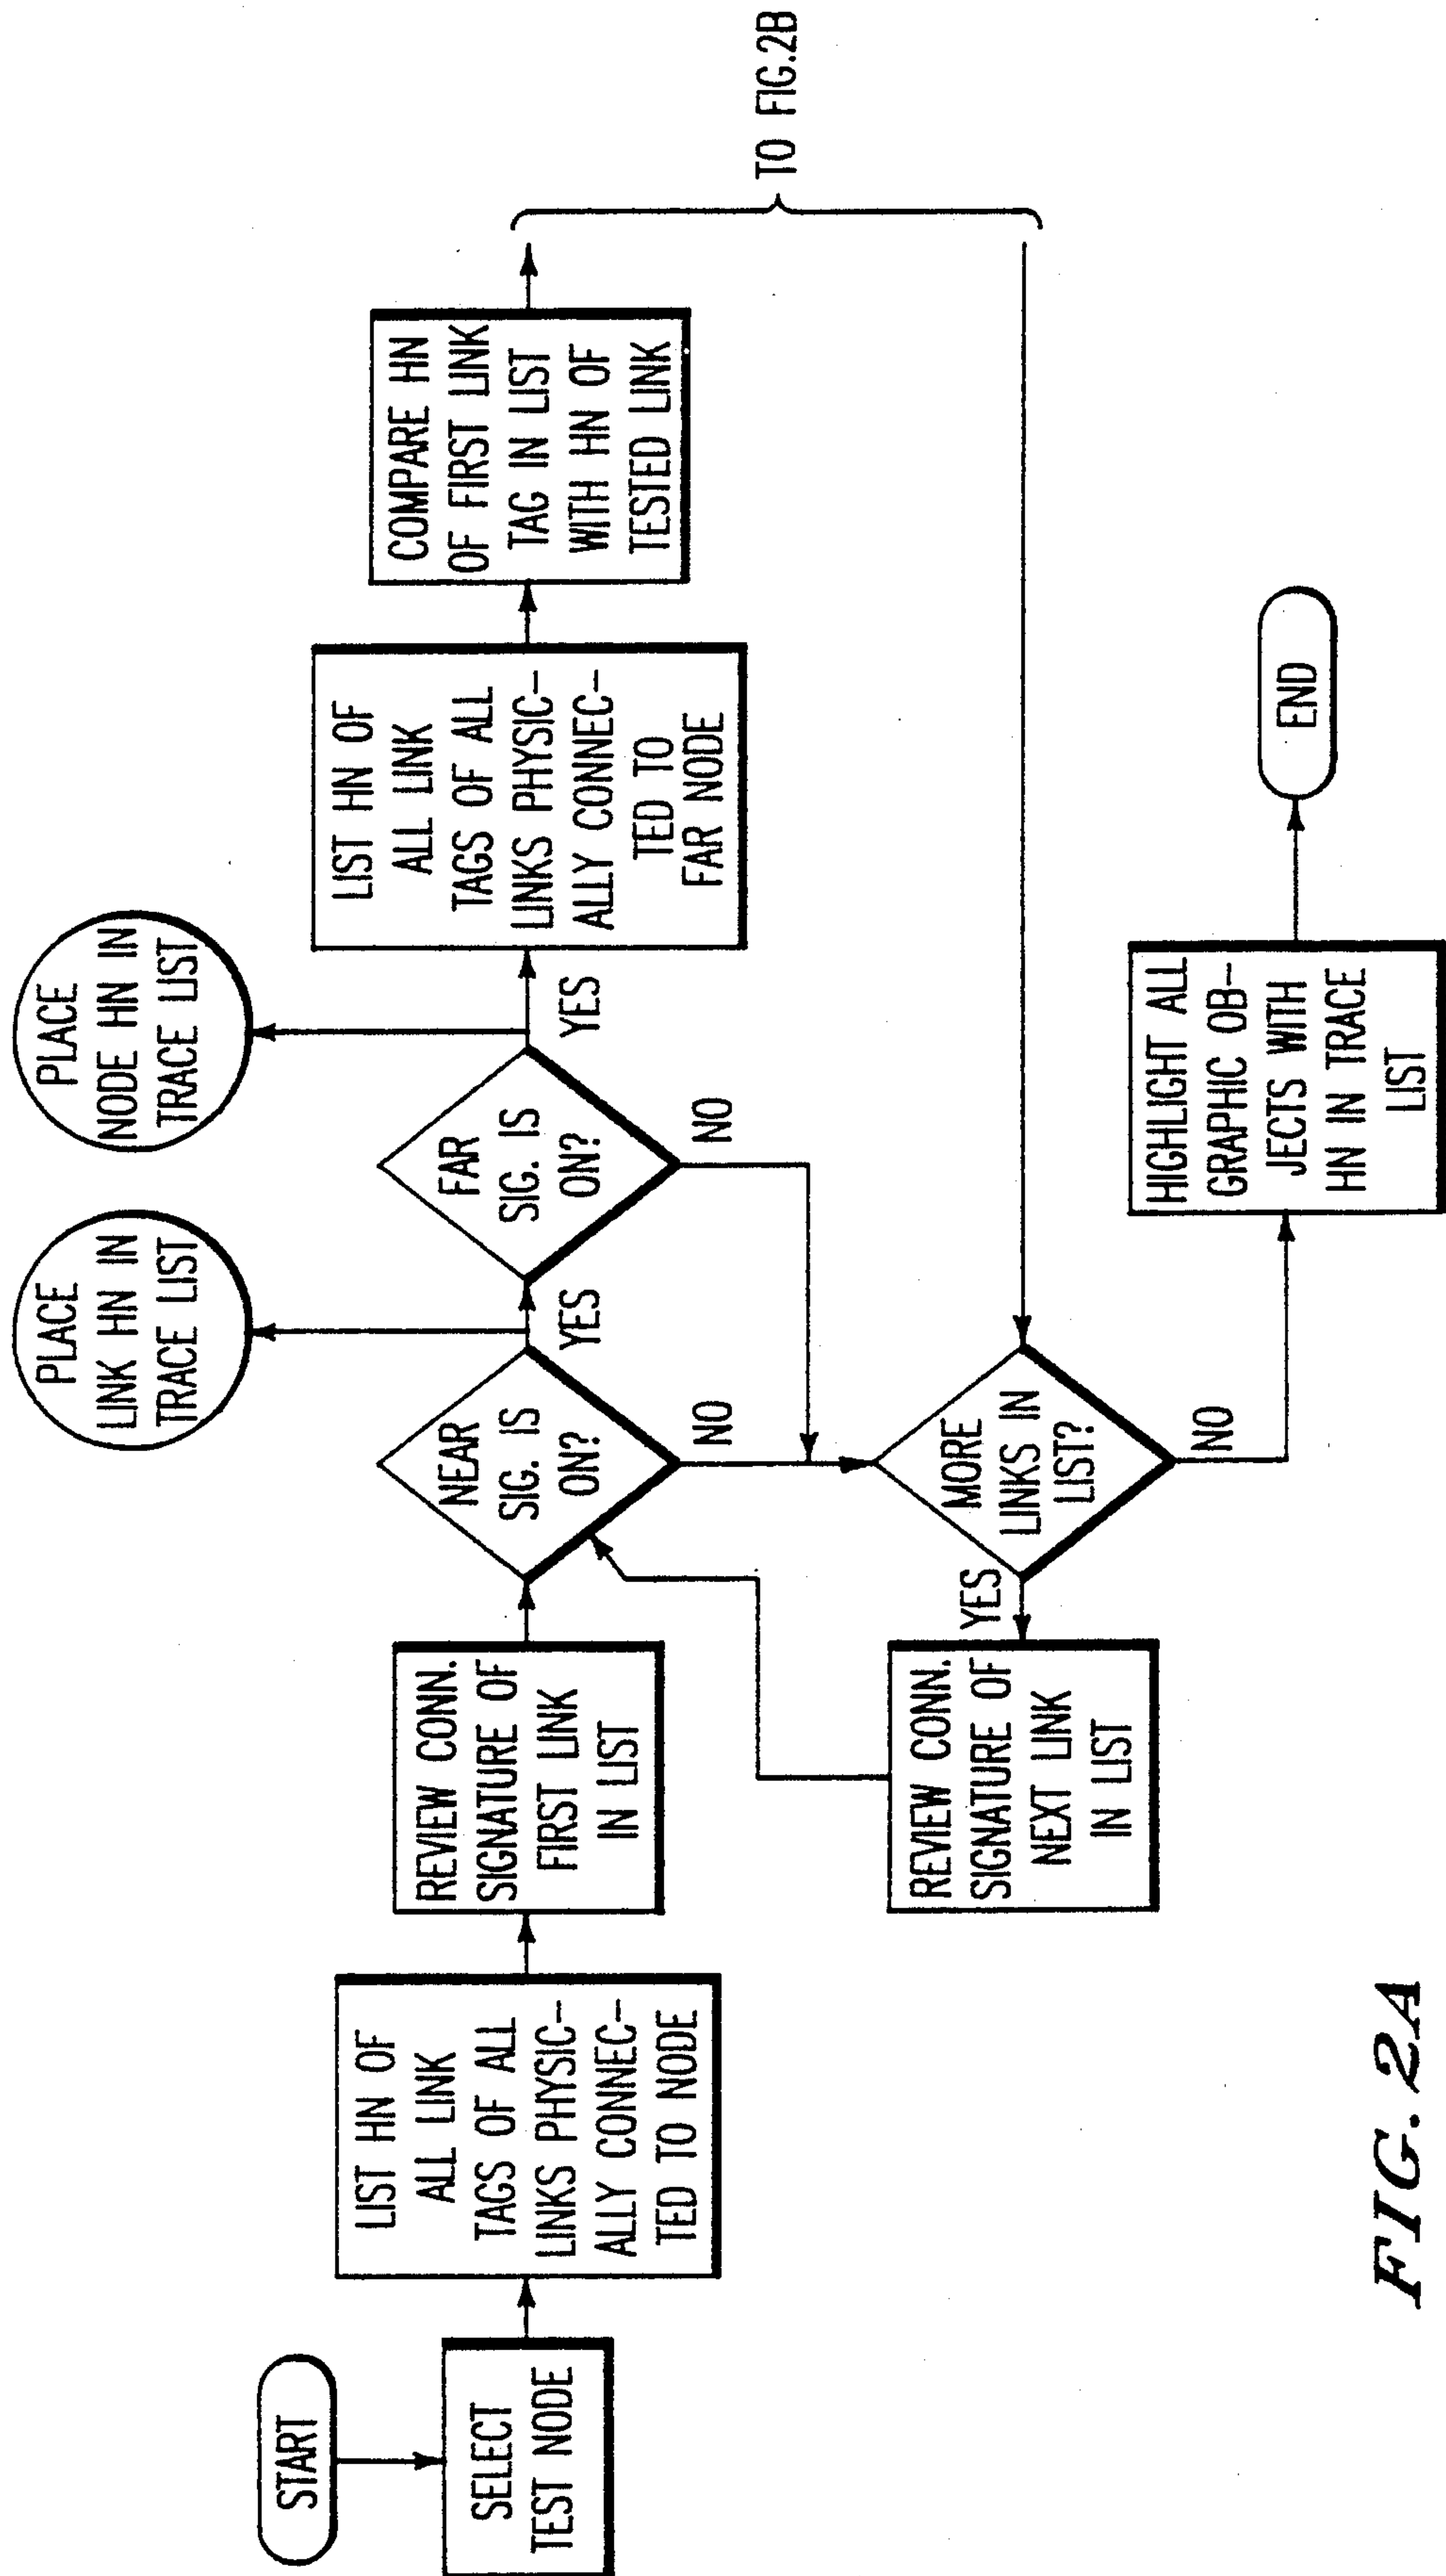 START
SELECT
TEST NODE
LIST HN OF
ALL LINK
TAGS OF ALL
LINKS PHYSIC-
ALLY CONNEC-
TED TO NODE
REVIEW CONN.
SIGNATURE OF
FIRST LINK
IN LIST
NEAR
SIG. IS
ON?
YES
NO
PLACE
LINK HN IN
TRACE LIST
FAR
SIG. IS
ON?
YES
NO
PLACE
NODE HN IN
TRACE LIST
LIST HN OF
ALL LINK
TAGS OF ALL
LINKS PHYSIC-
ALLY CONNEC-
TED TO
FAR NODE
COMPARE HN
OF FIRST LINK
TAG IN LIST
WITH HN OF
TESTED LINK
TO FIG.2B
REVIEW CONN.
SIGNATURE OF
NEXT LINK
IN LIST
YES
MORE
LINKS IN
LIST?
NO
HIGHLIGHT ALL
GRAPHIC OB-
JECTS WITH
HN IN TRACE
LIST
END
FIG. 2A